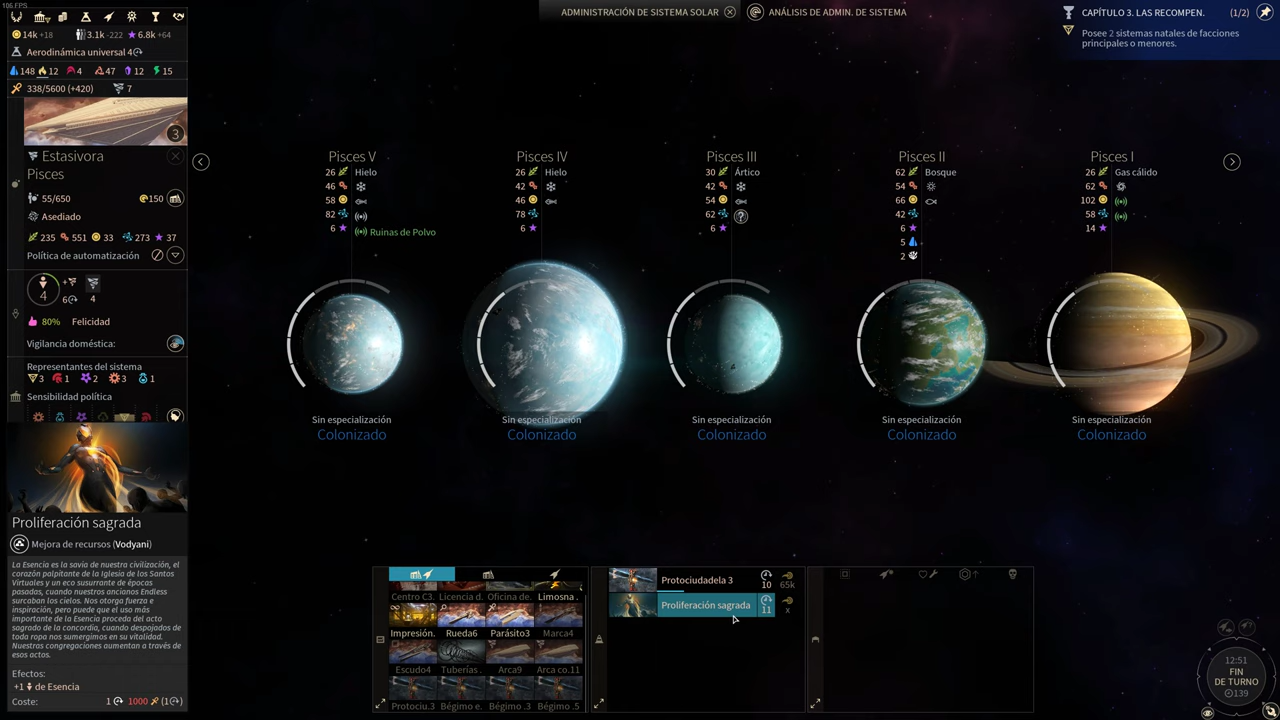 105 FPS
ADMINISTRACIÓN DE SISTEMA SOLAR
ANÁLISIS DE ADMIN. DE SISTEMA
CAPÍTULO 3. LAS RECOMPEN. (1/2)
Posee 2 sistemas natales de facciones
principales o menores.
14k +18 3.1k -222 6.8k +64
Aerodinámica universal 4
148 12 4 47 12 15
338/5600 (+420) 7
3
Estasivora
Pisces
55/650 150
Asediado
235 551 33 273 37
Política de automatización
4 6 4
80% Felicidad
Vigilancia doméstica:
Representantes del sistema
3 1 2 3 1
Sensibilidad política
Proliferación sagrada
Mejora de recursos (Vodyani)
La Esencia es la savia de nuestra civilización, el
corazón palpitante de la Iglesia de los Santos
Virtuales y un eco susurrante de épocas
pasadas, cuando nuestros ancianos Endless
surcaban los cielos. Nos otorga fuerza e
inspiración, pero puede que el uso más
importante de la Esencia proceda del acto
sagrado de la concordia, cuando despojados de
toda ropa nos sumergimos en su vitalidad.
Nuestras congregaciones aumentan a través de
esos actos.
Efectos:
+1 de Esencia
Coste: 1 1000 (1)
Pisces V
26 Hielo
46
58
82
6 Ruinas de Polvo
Sin especialización
Colonizado
Pisces IV
26 Hielo
42
46
78
6
Sin especialización
Colonizado
Pisces III
30 Ártico
42
54
62 ?
6
Sin especialización
Colonizado
Pisces II
62 Bosque
54
66
42
6
5
2
Sin especialización
Colonizado
Pisces I
26 Gas cálido
62
102
58
14
Sin especialización
Colonizado
Centro C3. Licencia d. Oficina de. Limosna .
Impresión. Rueda6 Parásito3 Marca4
Escudo4 Tuberías . Arca9 Arca co.11
Protociu.3 Bégimo e. Bégimo .3 Bégimo .5
Protociudadela 3 10 65k
Proliferación sagrada 11 x
12:51
FIN
DE TURNO
139